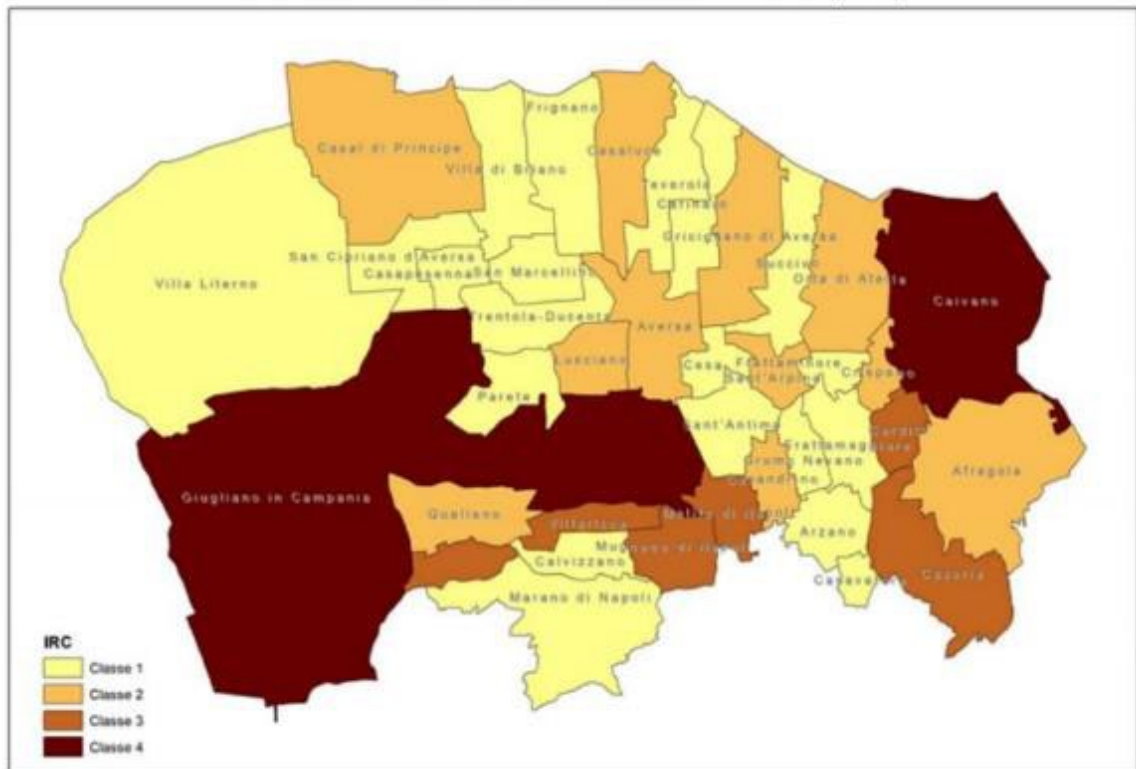 Frignano
Casal di Principe
Casaluce
Villa di Briano
Teverola
Carinaro
Gricignano di Aversa
San Cipriano d'Aversa
Succivo
Casapesenna
San Marcellino
Orta di Atella
Villa Literno
Caivano
Trentola-Ducenta
Aversa
Lusciano
Cesa
Frattaminore
Sant'Arpino
Crispano
Parete
Sant'Antimo
Cardito
Frattamaggiore
Grumo Nevano
Afragola
Giugliano in Campania
Casandrino
Qualiano
Melito di Napoli
Villaricca
Arzano
Mugnano di Napoli
Calvizzano
Casavatore
Casoria
Marano di Napoli
IRC
Classe 1
Classe 2
Classe 3
Classe 4